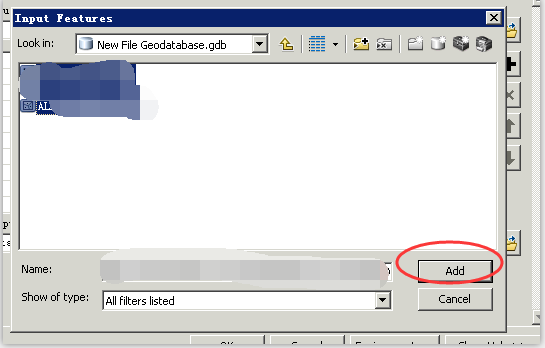 Input Features
Look in:
New File Geodatabase.gdb
AL
Name:
Add
Show of type:
All filters listed
Cancel